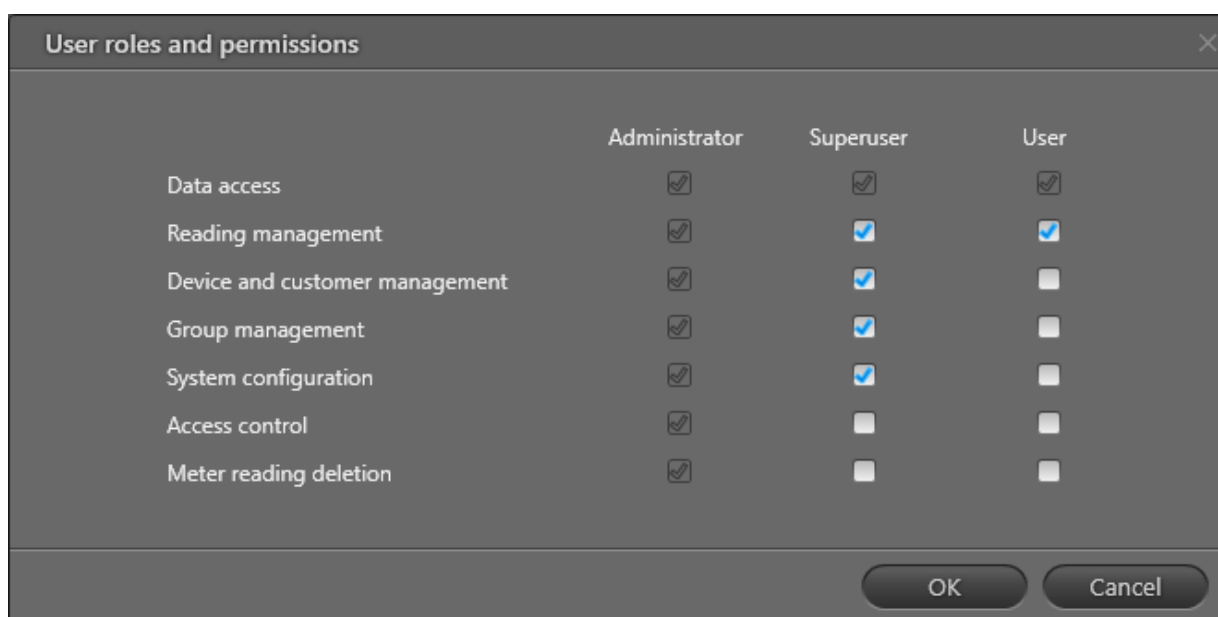 User roles and permissions
Administrator Superuser User
Data access
Reading management
Device and customer management
Group management
System configuration
Access control
Meter reading deletion
OK Cancel